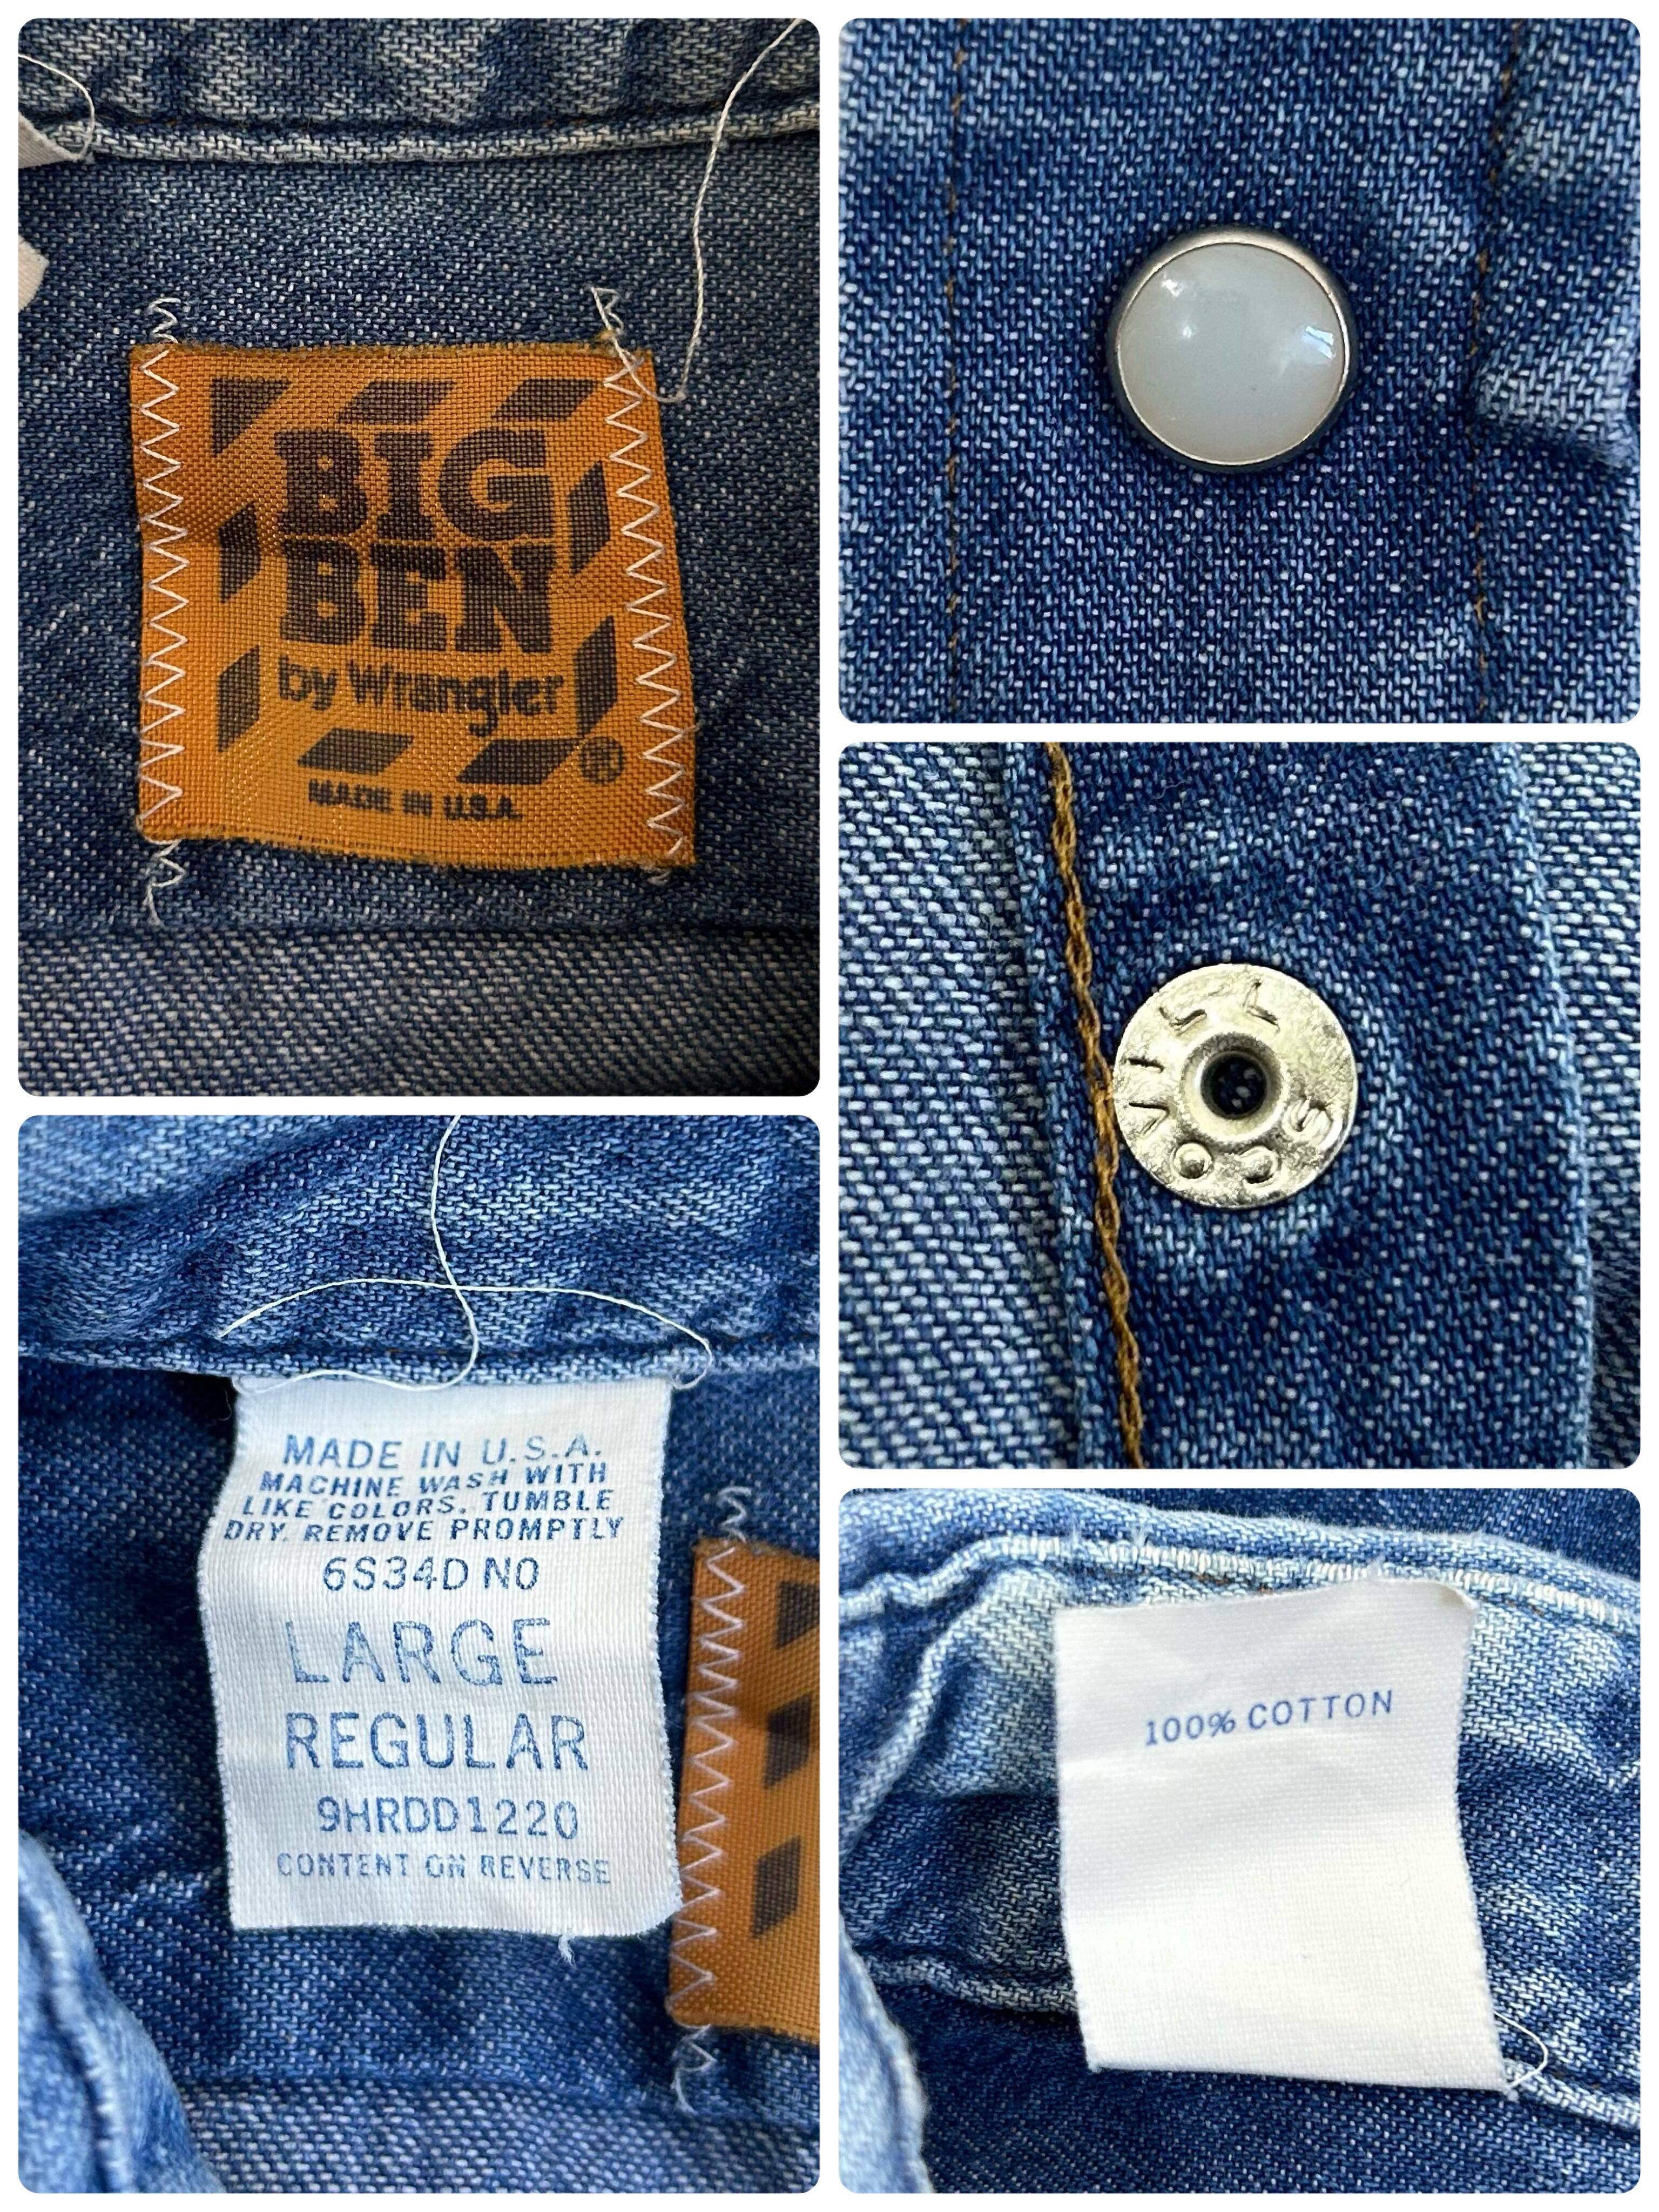 BIG
BEN
by Wrangler
®
MADE IN U.S.A.
MADE IN U.S.A.
MACHINE WASH WITH
LIKE COLORS. TUMBLE
DRY. REMOVE PROMPTLY
6S34D NO
LARGE
REGULAR
9HRDD1220
CONTENT ON REVERSE
100% COTTON